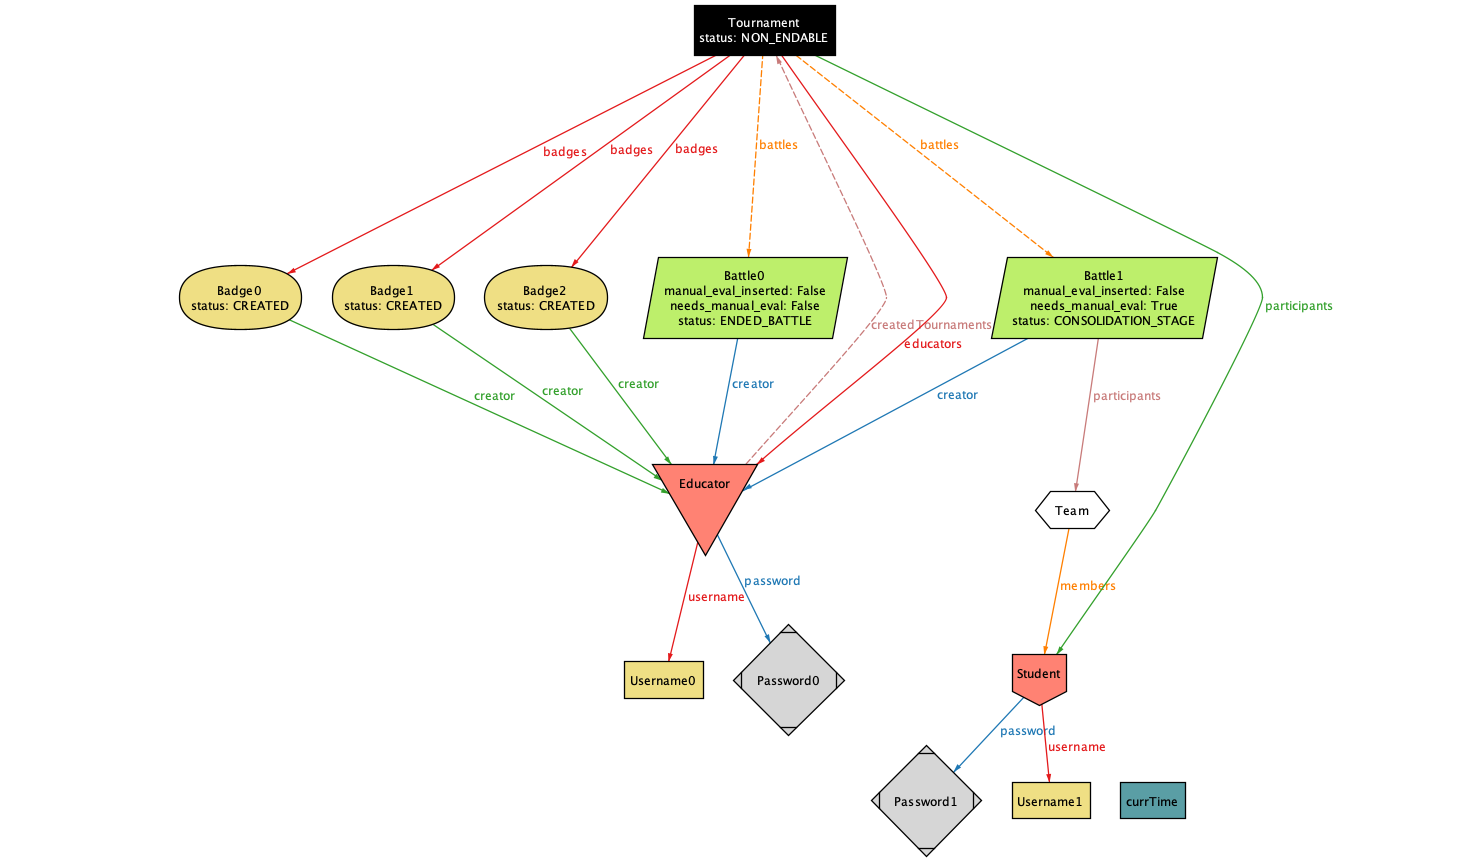 Tournament
status: NON_ENDABLE
badges
badges
badges
battles
battles
Badge0
status: CREATED
Badge1
status: CREATED
Badge2
status: CREATED
Battle0
manual_eval_inserted: False
needs_manual_eval: False
status: ENDED_BATTLE
Battle1
manual_eval_inserted: False
needs_manual_eval: True
status: CONSOLIDATION_STAGE
participants
createdTournaments
educators
creator
creator
creator
creator
creator
participants
Educator
Team
password
username
members
Username0
Password0
Student
password
username
Password1
Username1
currTime